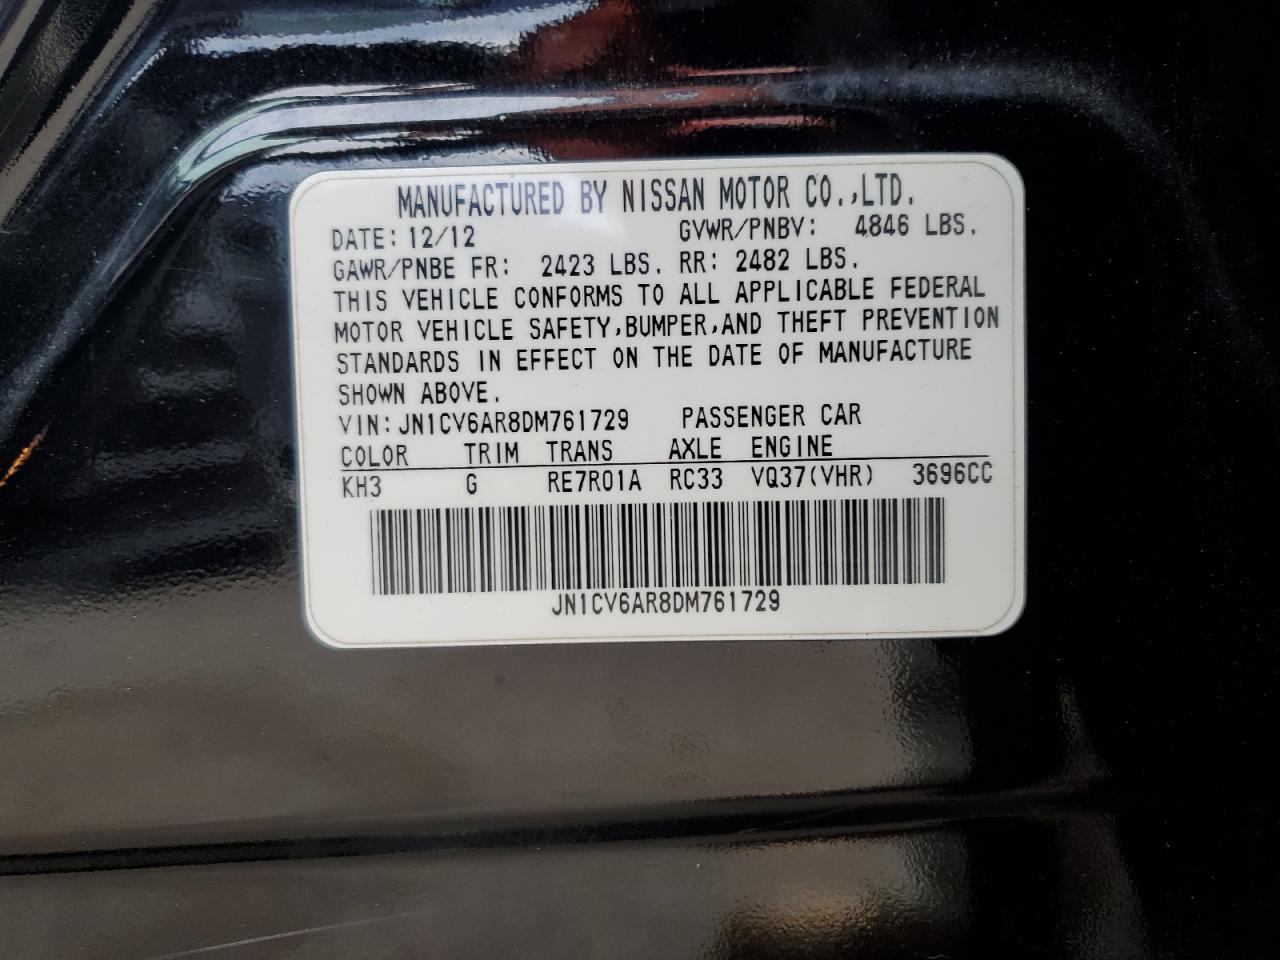 MANUFACTURED BY NISSAN MOTOR CO.,LTD.
DATE: 12/12 GVWR/PNBV: 4846 LBS.
GAWR/PNBE FR: 2423 LBS. RR: 2482 LBS.
THIS VEHICLE CONFORMS TO ALL APPLICABLE FEDERAL
MOTOR VEHICLE SAFETY,BUMPER,AND THEFT PREVENTION
STANDARDS IN EFFECT ON THE DATE OF MANUFACTURE
SHOWN ABOVE.
VIN: JN1CV6AR8DM761729 PASSENGER CAR
COLOR TRIM TRANS AXLE ENGINE
KH3 G RE7R01A RC33 VQ37(VHR) 3696CC
JN1CV6AR8DM761729